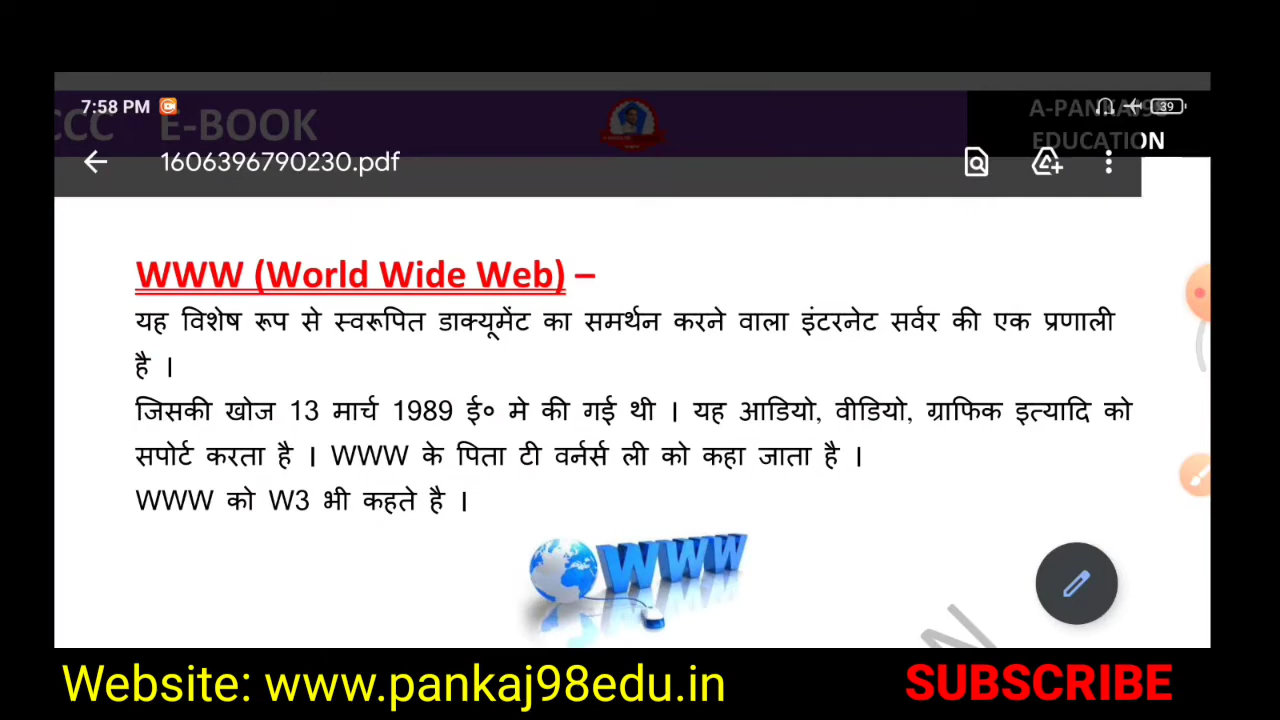 7:58 PM
39
CCC E-BOOK
A-PANKAJ98
EDUCATION
1606396790230.pdf
WWW (World Wide Web) –
यह विशेष रूप से स्वरूपित डाक्यूमेंट का समर्थन करने वाला इंटरनेट सर्वर की एक प्रणाली
है ।
जिसकी खोज 13 मार्च 1989 ई० मे की गई थी । यह आडियो, वीडियो, ग्राफिक इत्यादि को
सपोर्ट करता है । WWW के पिता टी वर्नर्स ली को कहा जाता है ।
WWW को W3 भी कहते है ।
WWW
Website: www.pankaj98edu.in
SUBSCRIBE